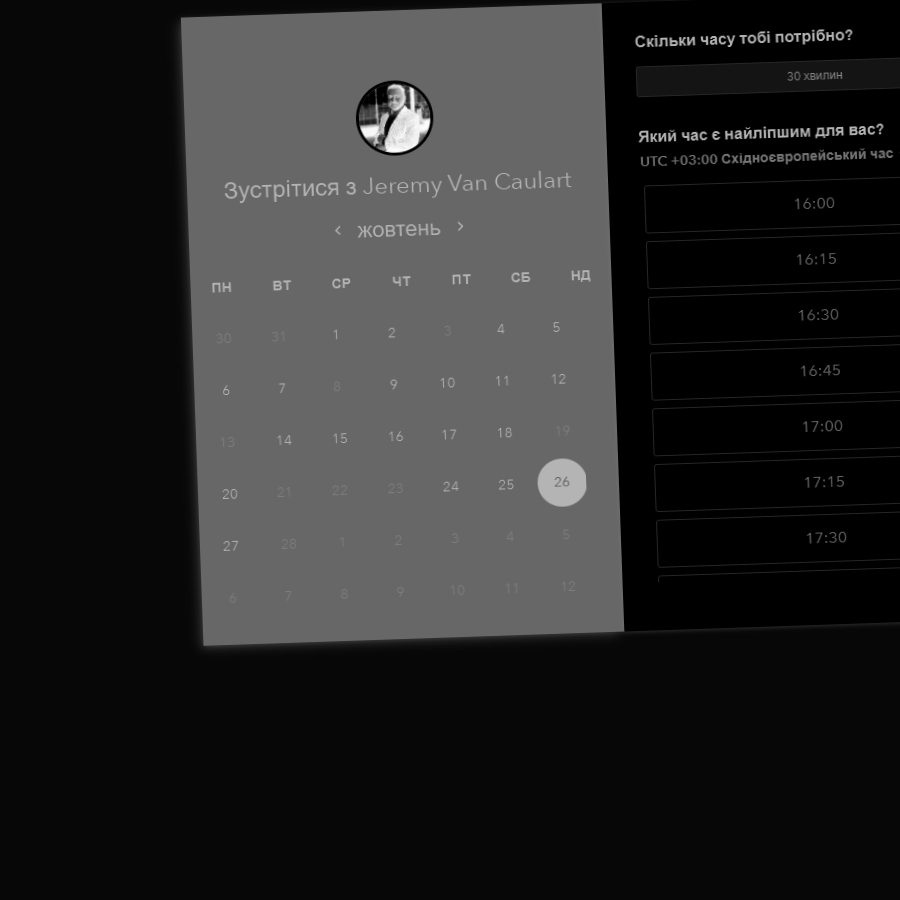 Зустрітися з Jeremy Van Caulart
‹ жовтень ›
ПН ВТ СР ЧТ ПТ СБ НД
30 31 1 2 3 4 5
6 7 8 9 10 11 12
13 14 15 16 17 18 19
20 21 22 23 24 25 26
27 28 1 2 3 4 5
6 7 8 9 10 11 12
Скільки часу тобі потрібно?
30 хвилин
Який час є найліпшим для вас?
UTC +03:00 Східноєвропейський час
16:00
16:15
16:30
16:45
17:00
17:15
17:30